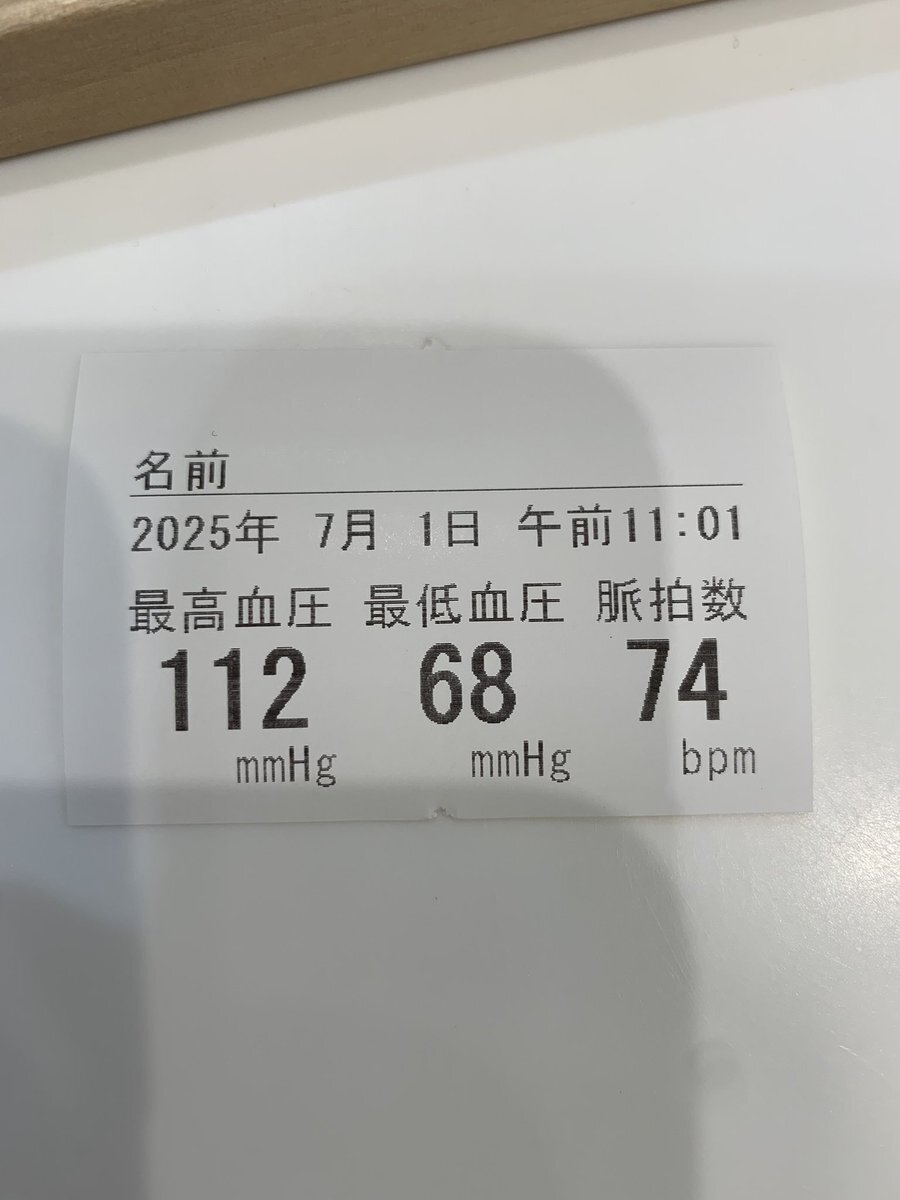 名前
2025年 7月 1日 午前11:01
最高血圧 最低血圧 脈拍数
112 68 74
mmHg mmHg bpm